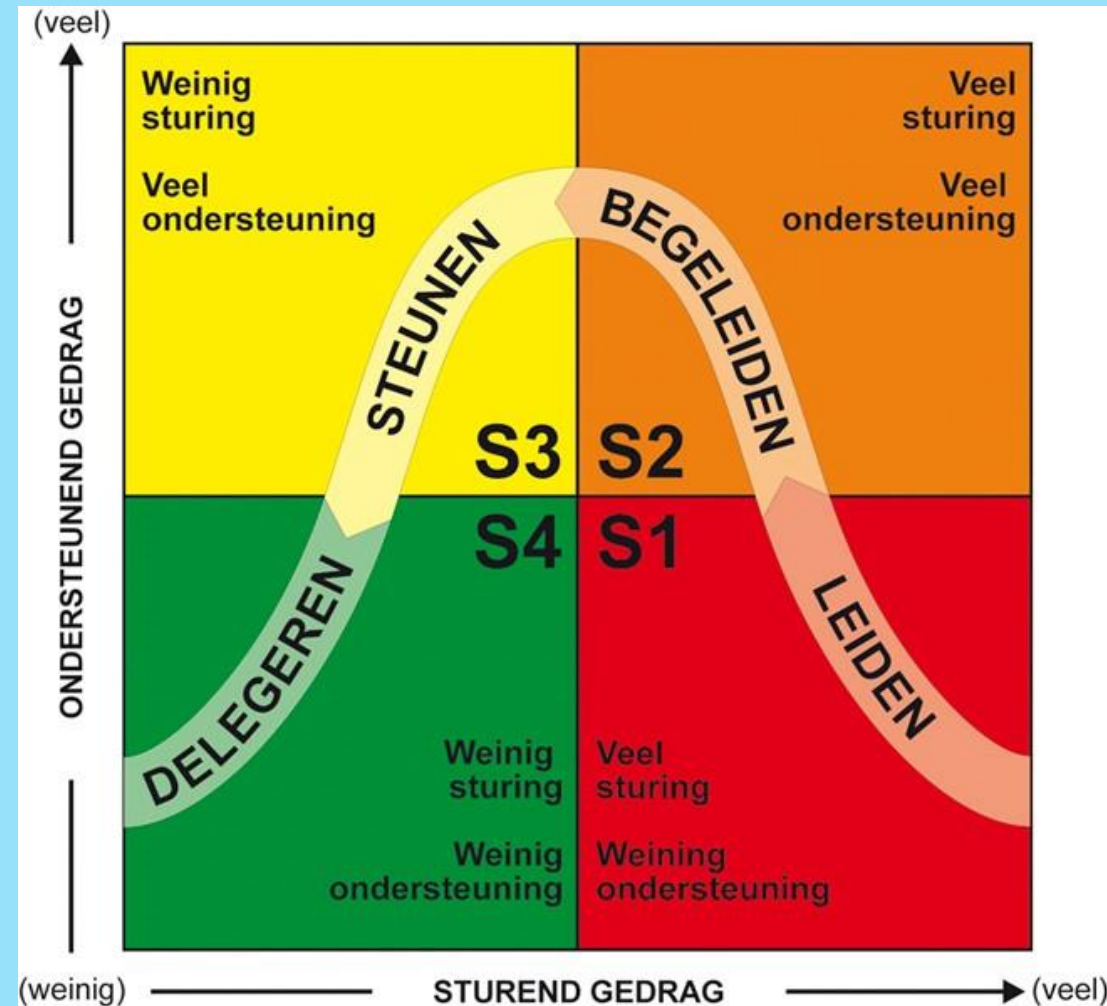 (veel)
ONDERSTEUNEND GEDRAG
Weinig
sturing
Veel
ondersteuning
Veel
sturing
Veel
ondersteuning
STEUNEN
BEGELEIDEN
S3
S2
S4
S1
DELEGEREN
LEIDEN
Weinig
sturing
Weinig
ondersteuning
Veel
sturing
Weining
ondersteuning
(weinig)
STUREND GEDRAG
(veel)